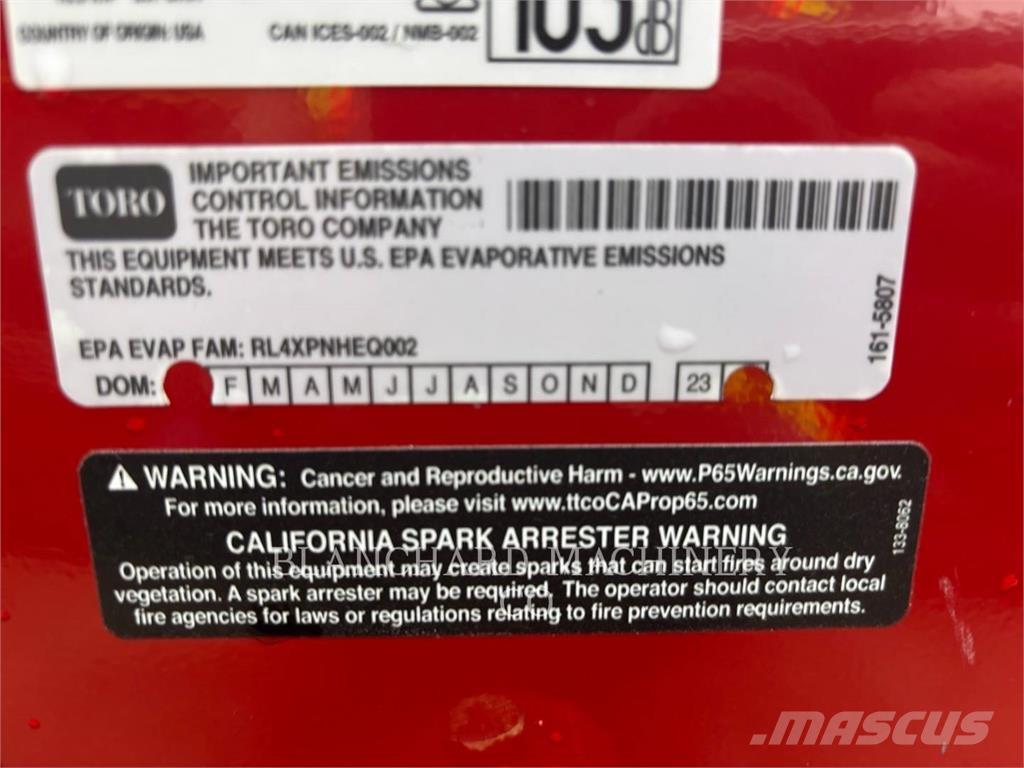 COUNTRY OF ORIGIN: USA
CAN ICES-002 / NMB-002
105 dB
TORO
IMPORTANT EMISSIONS
CONTROL INFORMATION
THE TORO COMPANY
THIS EQUIPMENT MEETS U.S. EPA EVAPORATIVE EMISSIONS
STANDARDS.
161-5807
EPA EVAP FAM: RL4XPNHEQ002
DOM: F M A M J J A S O N D 23
WARNING: Cancer and Reproductive Harm - www.P65Warnings.ca.gov.
For more information, please visit www.ttcoCAProp65.com
133-8062
CALIFORNIA SPARK ARRESTER WARNING
Operation of this equipment may create sparks that can start fires around dry
vegetation. A spark arrester may be required. The operator should contact local
fire agencies for laws or regulations relating to fire prevention requirements.
BLANCHARD MACHINERY
CO.
MASCUS